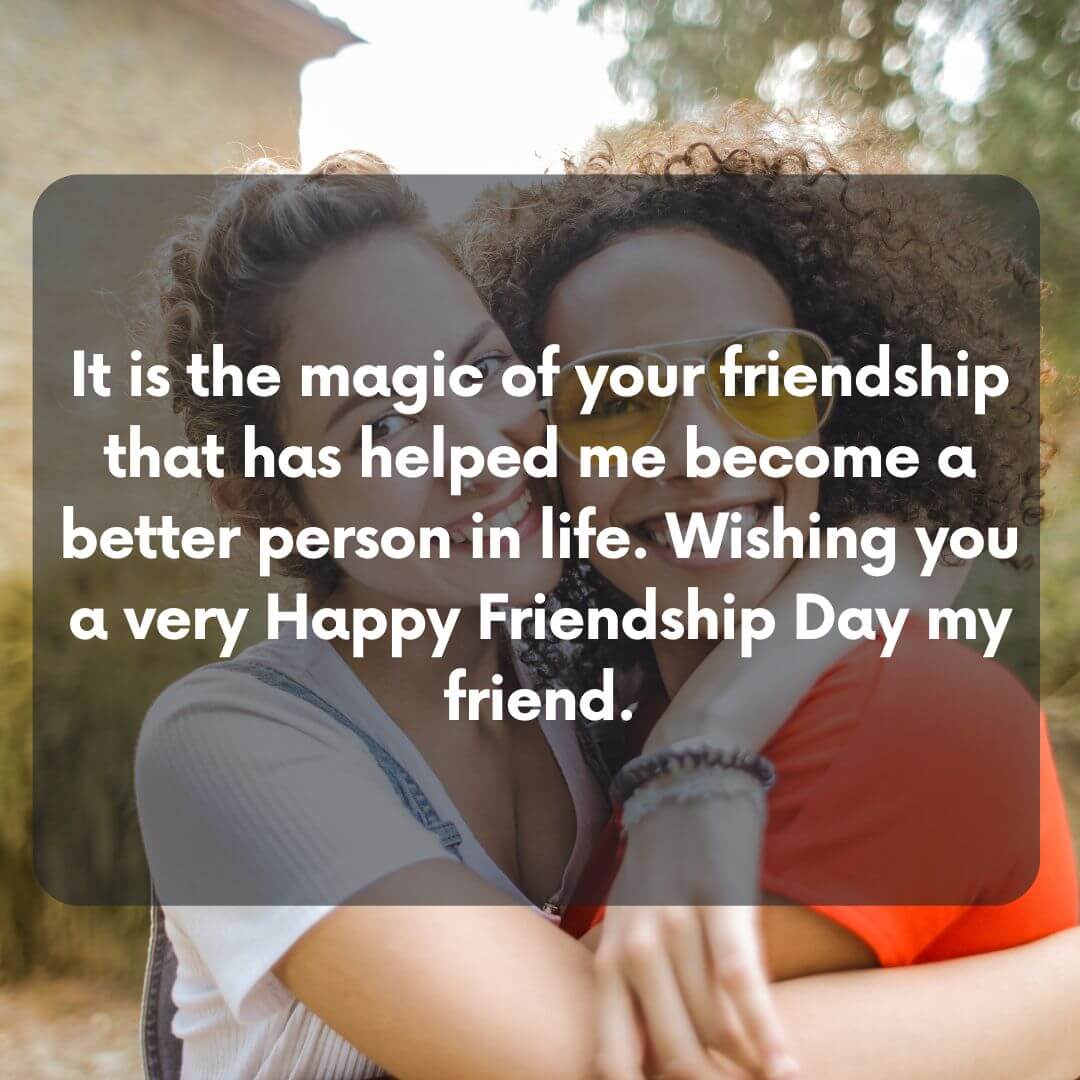 It is the magic of your friendship
that has helped me become a
better person in life. Wishing you
a very Happy Friendship Day my
friend.